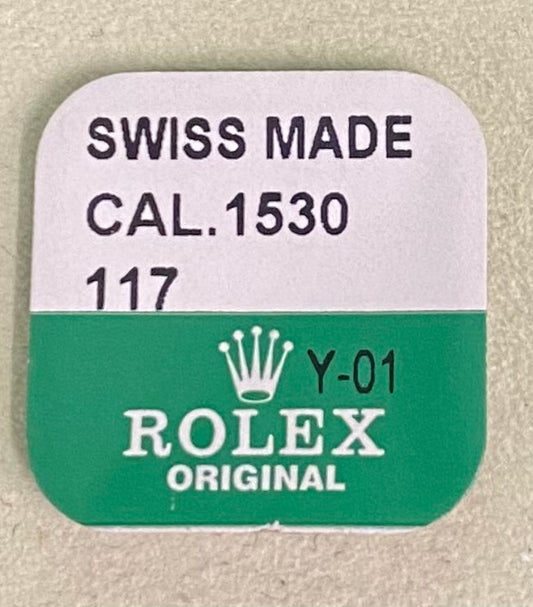 SWISS MADE
CAL.1530
117
Y-01
ROLEX
ORIGINAL